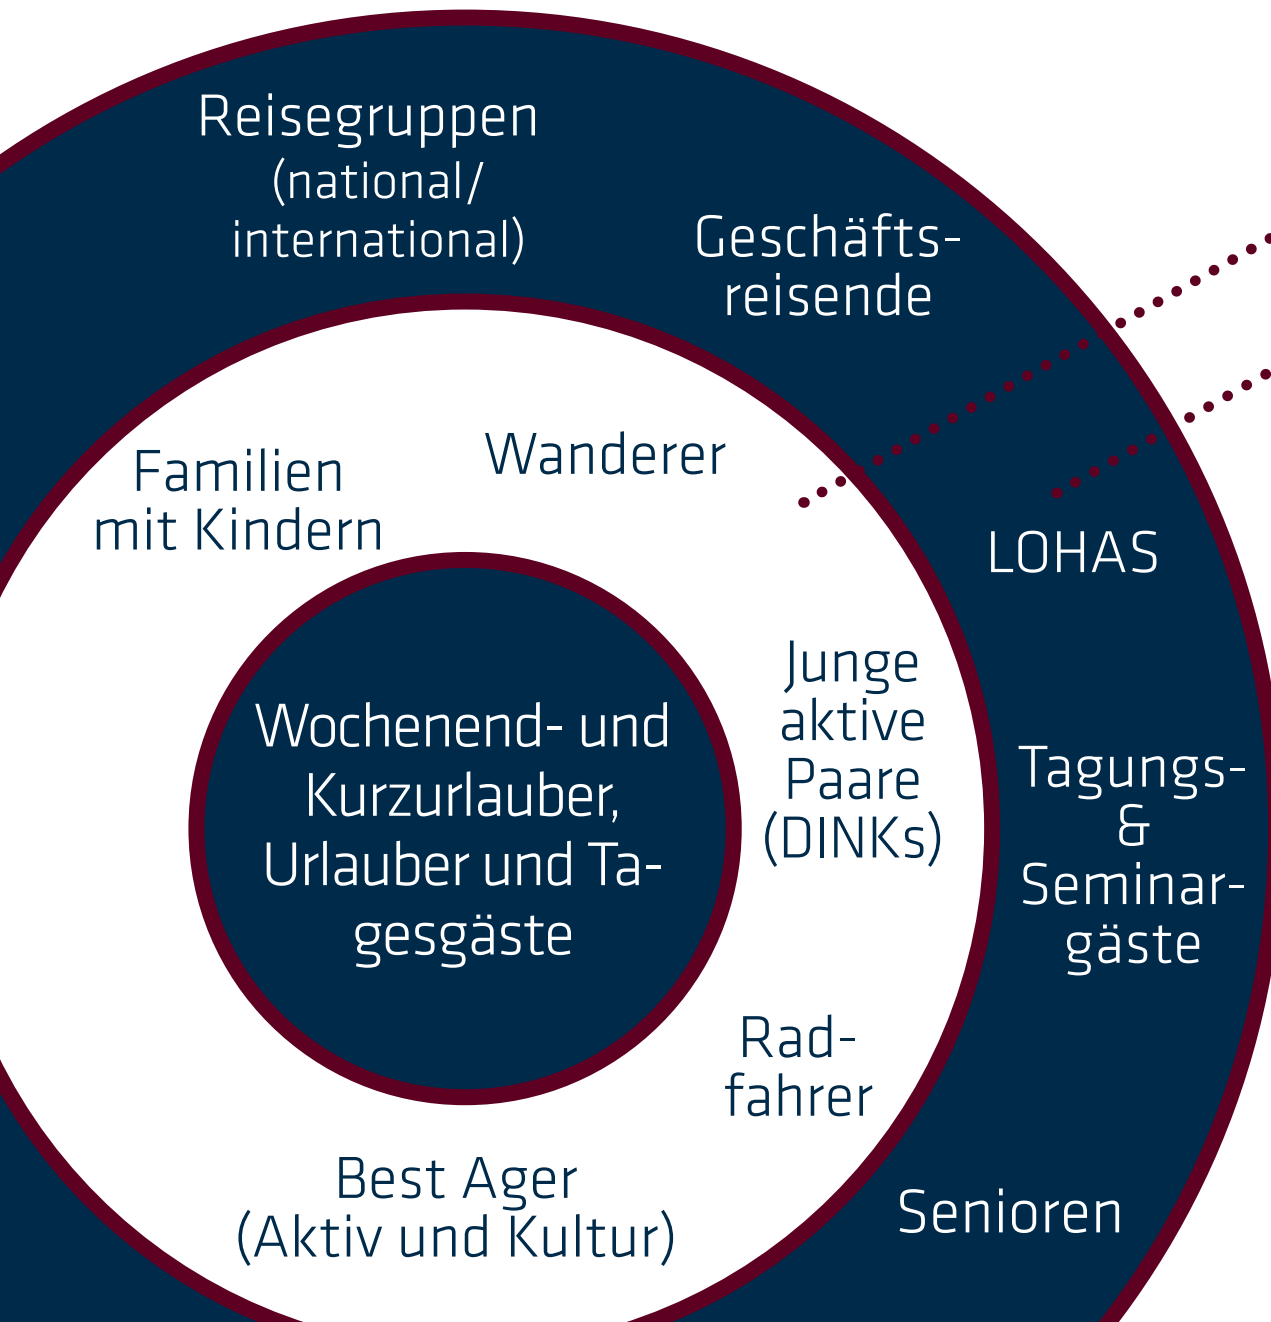 Reisegruppen
(national/
international)
Geschäfts-
reisende
Familien
mit Kindern
Wanderer
LOHAS
Wochenend- und
Kurzurlauber,
Urlauber und Ta-
gesgäste
Junge
aktive
Paare
(DINKs)
Tagungs-
&
Seminar-
gäste
Rad-
fahrer
Best Ager
(Aktiv und Kultur)
Senioren